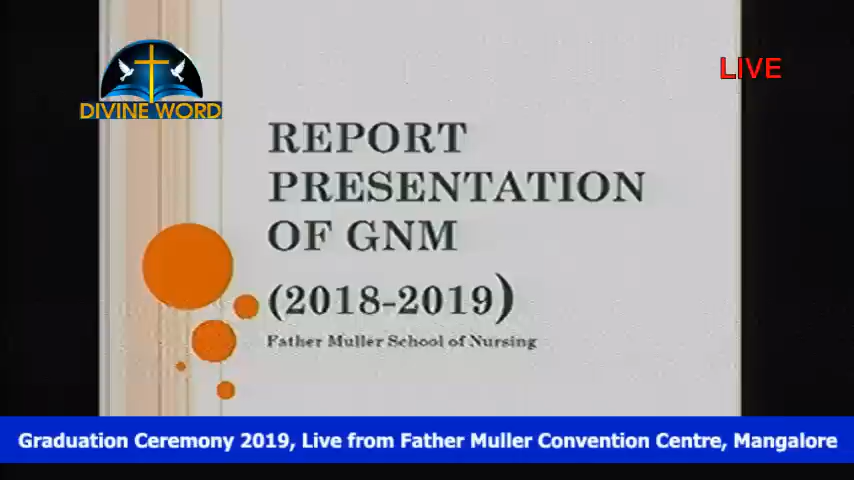 DIVINE WORD
LIVE
REPORT
PRESENTATION
OF GNM
(2018-2019)
Father Muller School of Nursing
Graduation Ceremony 2019, Live from Father Muller Convention Centre, Mangalore